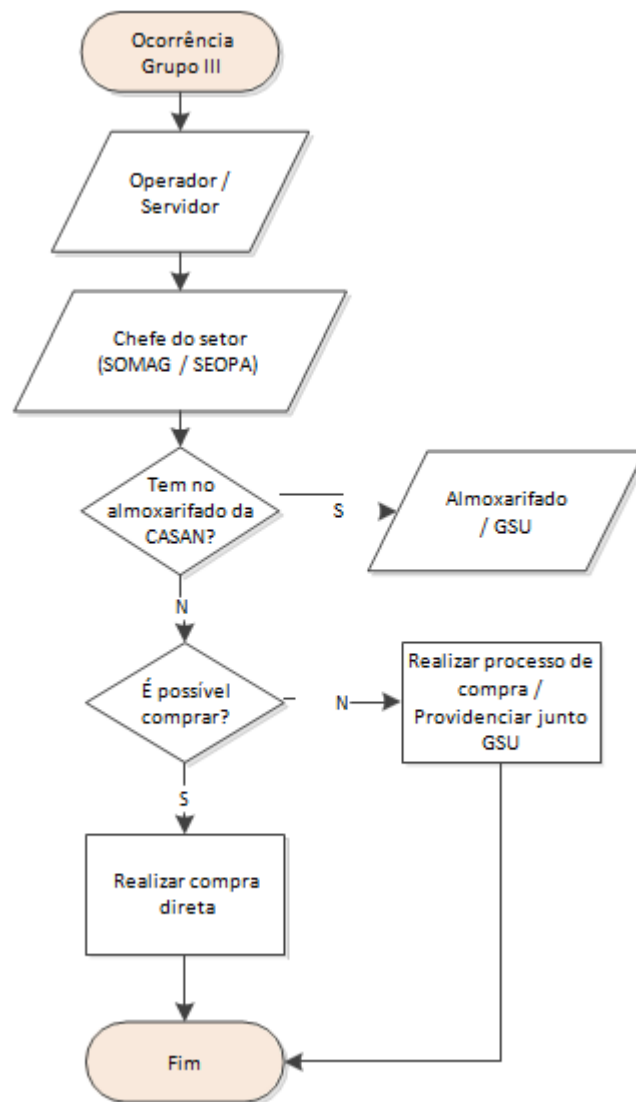 Ocorrência
Grupo III
Operador /
Servidor
Chefe do setor
(SOMAG / SEOPA)
Tem no
almoxarifado da
CASAN?
S
Almoxarifado
/ GSU
N
É possível
comprar?
N
Realizar processo de
compra /
Providenciar junto
GSU
S
Realizar compra
direta
Fim